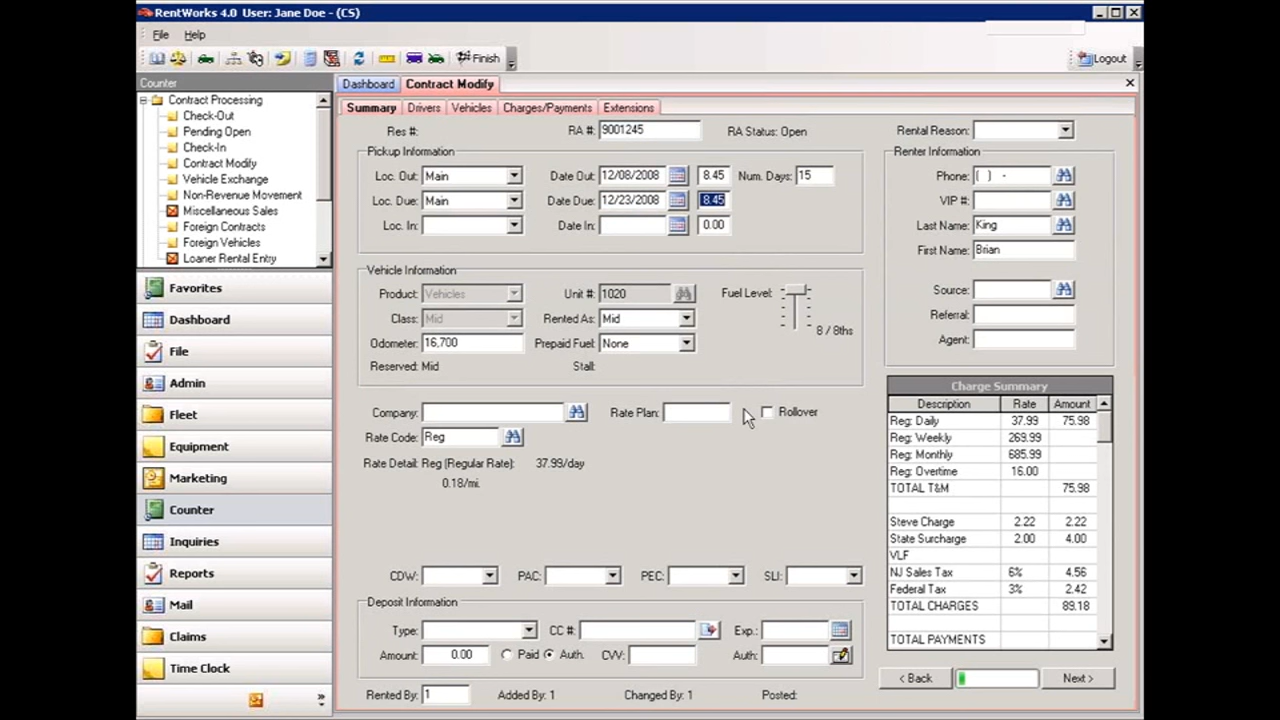 RentWorks 4.0 User: Jane Doe - (CS)
File Help
Finish
Logout
Counter
Contract Processing
Check-Out
Pending Open
Check-In
Contract Modify
Vehicle Exchange
Non-Revenue Movement
Miscellaneous Sales
Foreign Contracts
Foreign Vehicles
Loaner Rental Entry
Favorites
Dashboard
File
Admin
Fleet
Equipment
Marketing
Counter
Inquiries
Reports
Mail
Claims
Time Clock
»
Dashboard Contract Modify
Summary Drivers Vehicles Charges/Payments Extensions
Res #: RA #: 9001245 RA Status: Open Rental Reason:
Pickup Information
Loc. Out: Main Date Out: 12/08/2008 8.45 Num. Days: 15
Loc. Due: Main Date Due: 12/23/2008 8.45
Loc. In: Date In: 0.00
Vehicle Information
Product: Vehicles Unit #: 1020 Fuel Level:
Class: Mid Rented As: Mid 8 / 8ths
Odometer: 16,700 Prepaid Fuel: None
Reserved: Mid Stall:
Company: Rate Plan: Rollover
Rate Code: Reg
Rate Detail: Reg (Regular Rate): 37.99/day
0.18/mi.
CDW: PAC: PEC: SLI:
Deposit Information
Type: CC #: Exp.:
Amount: 0.00 Paid Auth. CVV: Auth:
Rented By: 1 Added By: 1 Changed By: 1 Posted:
Renter Information
Phone: ( ) -
VIP #:
Last Name: King
First Name: Brian
Source:
Referral:
Agent:
Charge Summary
Description Rate Amount
Reg: Daily 37.99 75.98
Reg: Weekly 269.99
Reg: Monthly 685.99
Reg: Overtime 16.00
TOTAL T&M 75.98
Steve Charge 2.22 2.22
State Surcharge 2.00 4.00
VLF
NJ Sales Tax 6% 4.56
Federal Tax 3% 2.42
TOTAL CHARGES 89.18
TOTAL PAYMENTS
< Back Next >